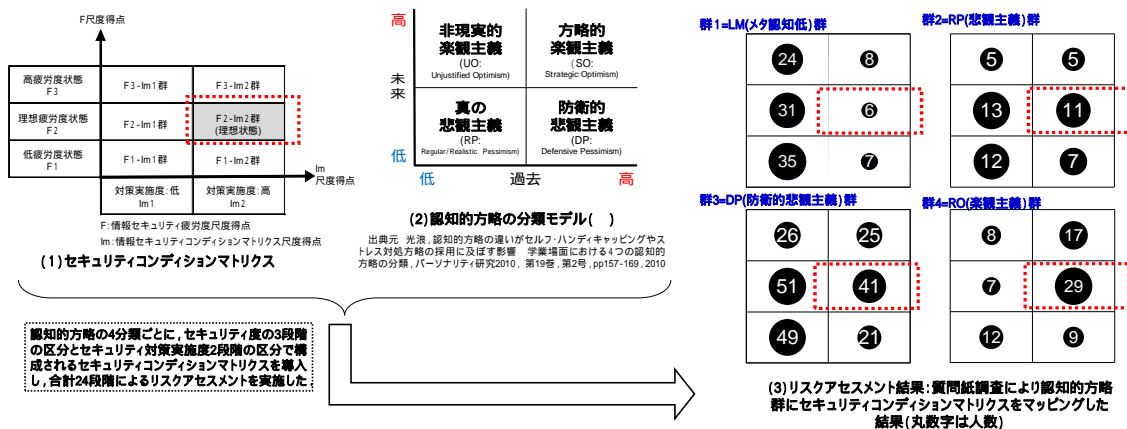 F尺度得点
高疲労度状態
F3
F3-Im1群
F3-Im2群
理想疲労度状態
F2
F2-Im1群
F2-Im2群
(理想状態)
低疲労度状態
F1
F1-Im1群
F1-Im2群
Im
尺度得点
対策実施度:低
Im1
対策実施度:高
Im2
F:情報セキュリティ疲労度尺度得点
Im:情報セキュリティコンディションマトリクス尺度得点
(1)セキュリティコンディションマトリクス
高
未
来
低
非現実的
楽観主義
(UO:
Unjustified Optimism)
方略的
楽観主義
(SO:
Strategic Optimism)
真の
悲観主義
(RP:
Regular/Realistic Pessimism)
防衛的
悲観主義
(DP:
Defensive Pessimism)
低
過去
高
(2)認知的方略の分類モデル( )
出典元 光浪,認知的方略の違いがセルフ・ハンディキャッピングやス
トレス対処方略の採用に及ぼす影響 学業場面における4つの認知的
方略の分類,パーソナリティ研究2010, 第19巻,第2号,pp157-169,2010
認知的方略の4分類ごとに,セキュリティ度の3段階
の区分とセキュリティ対策実施度2段階の区分で構
成されるセキュリティコンディションマトリクスを導入
し,合計24段階によるリスクアセスメントを実施した
群1=LM(メタ認知低)群
24
8
31
6
35
7
群2=RP(悲観主義)群
5
5
13
11
12
7
群3=DP(防衛的悲観主義)群
26
25
51
41
49
21
群4=RO(楽観主義)群
8
17
7
29
12
9
(3)リスクアセスメント結果:質問紙調査により認知的方略
群にセキュリティコンディションマトリクスをマッピングした
結果(丸数字は人数)